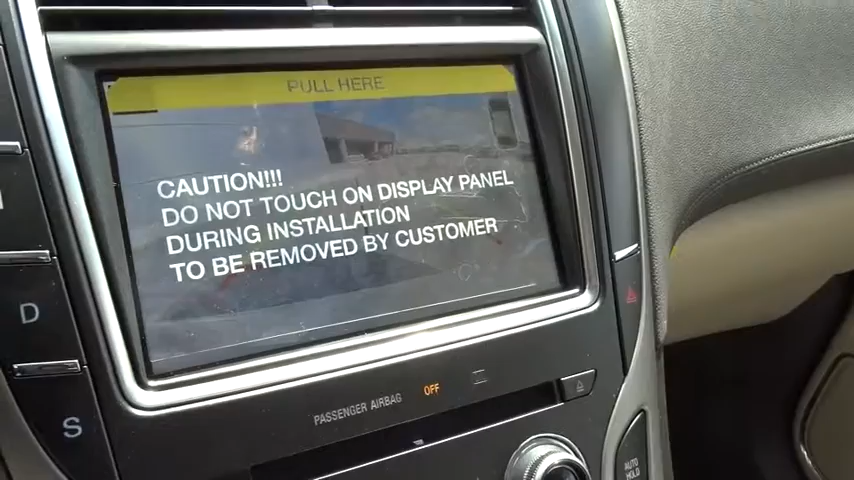 PULL HERE
CAUTION!!!
DO NOT TOUCH ON DISPLAY PANEL
DURING INSTALLATION
TO BE REMOVED BY CUSTOMER
D
S
PASSENGER AIRBAG OFF
AUTO
HOLD